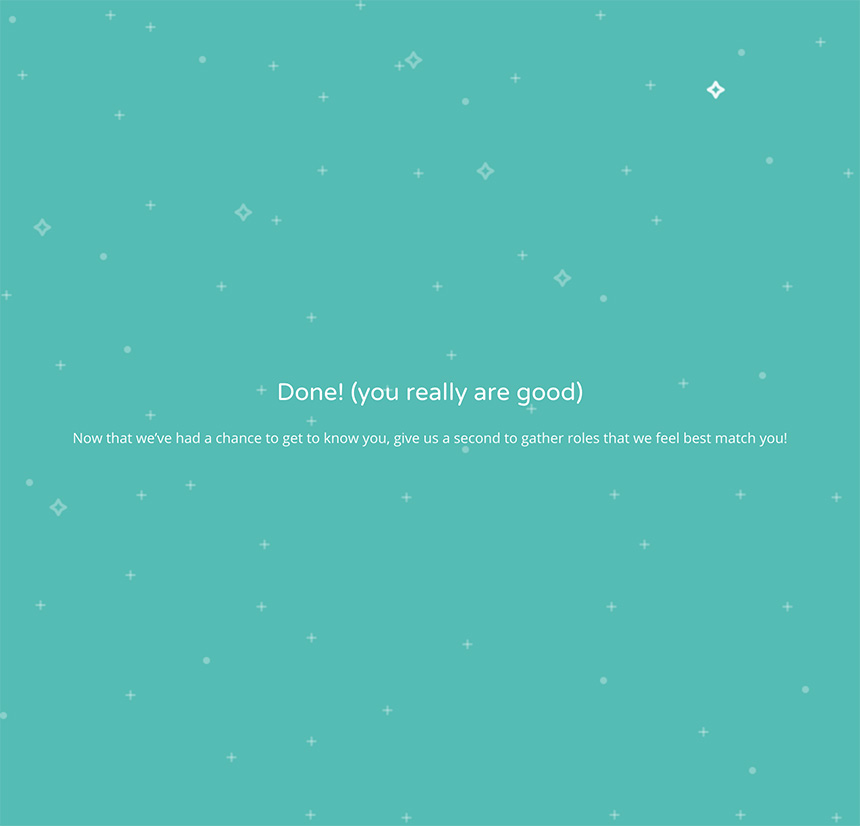 Done! (you really are good)
Now that we’ve had a chance to get to know you, give us a second to gather roles that we feel best match you!